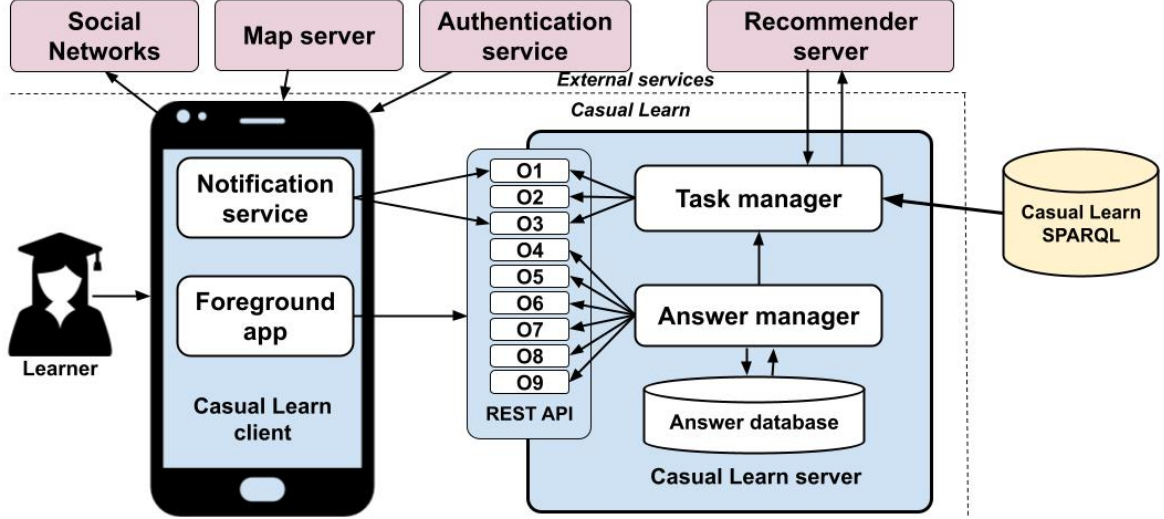 Social
Networks
Map server
Authentication
service
Recommender
server
External services
Casual Learn
Notification
service
Foreground
app
Casual Learn
client
Learner
O1
O2
O3
O4
O5
O6
O7
O8
O9
REST API
Task manager
Answer manager
Answer database
Casual Learn server
Casual Learn
SPARQL